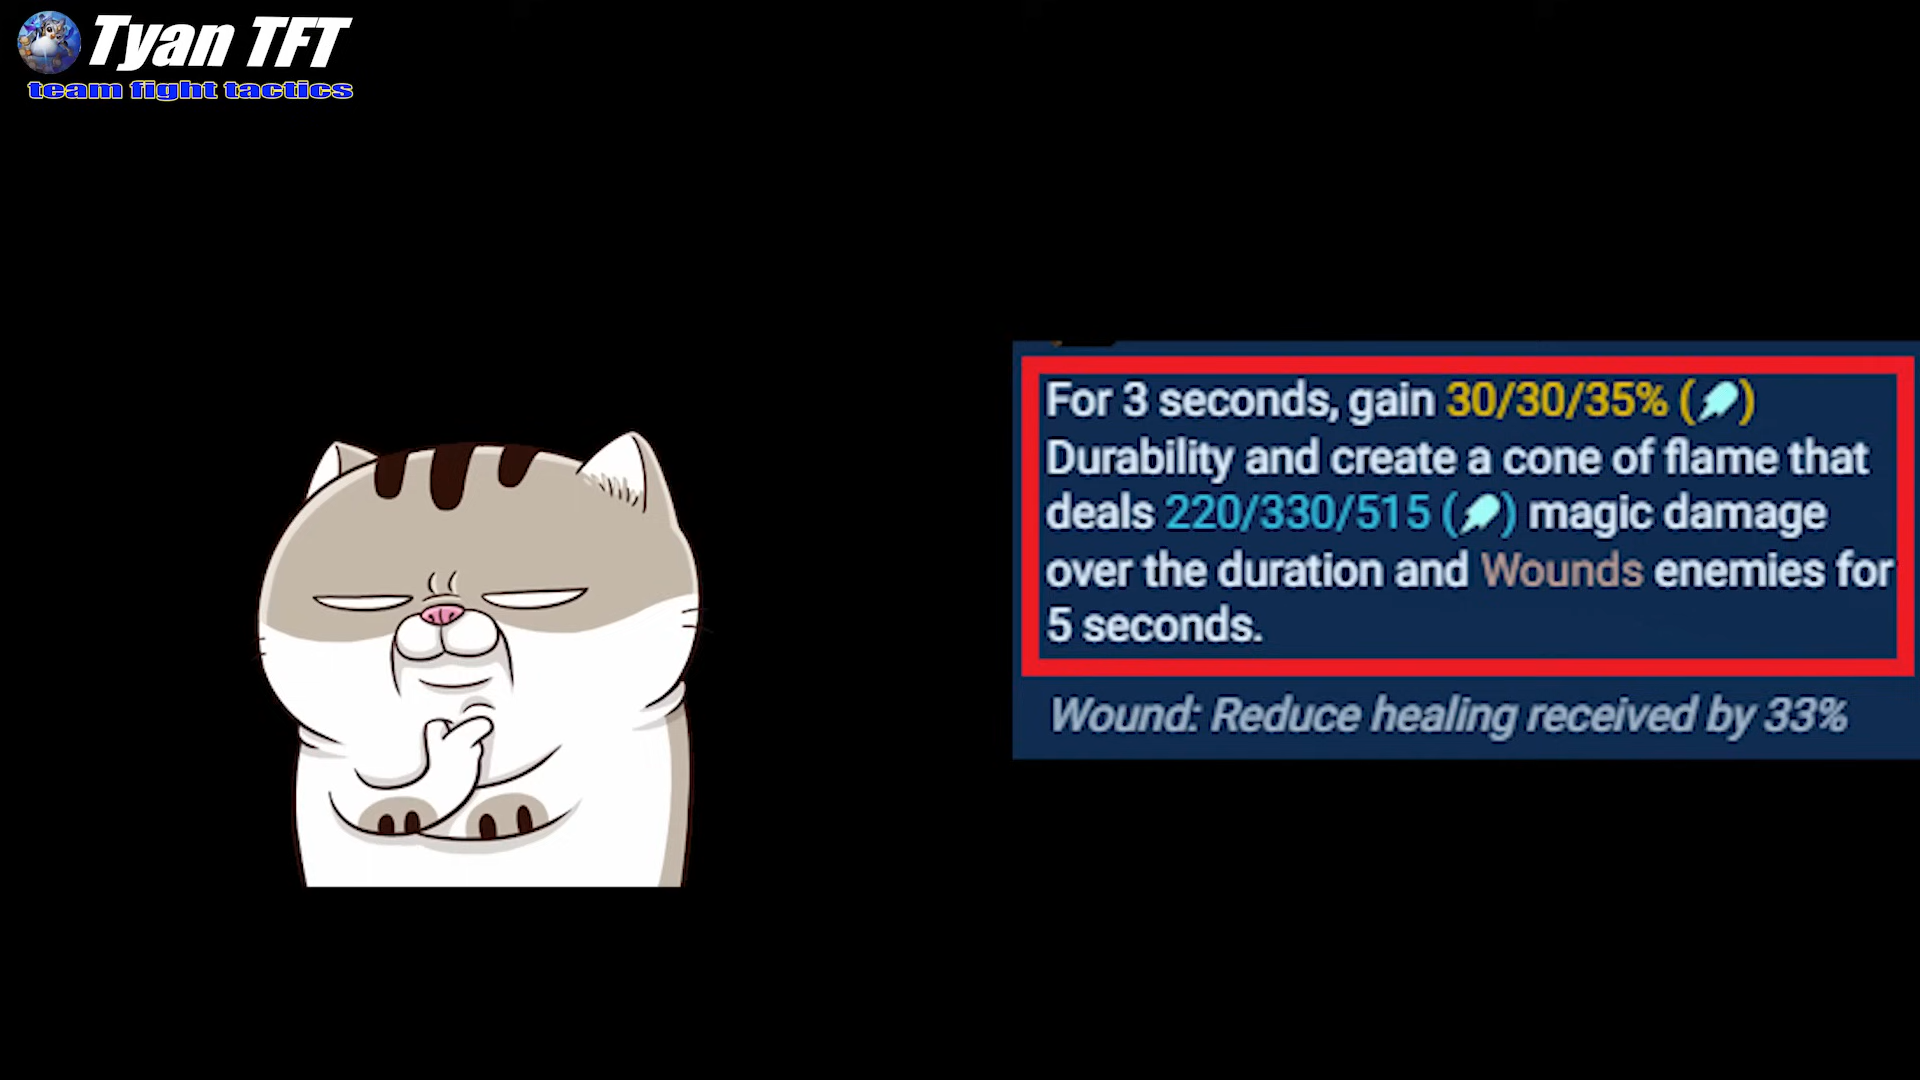 Tyan TFT
team fight tactics
For 3 seconds, gain 30/30/35% ()
Durability and create a cone of flame that
deals 220/330/515 () magic damage
over the duration and Wounds enemies for
5 seconds.
Wound: Reduce healing received by 33%